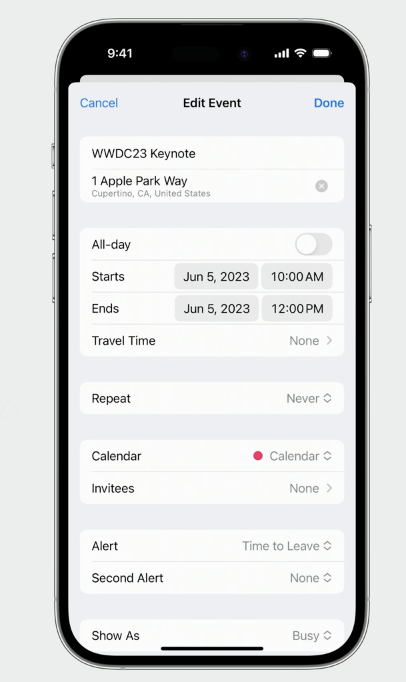 9:41
Cancel Edit Event Done
WWDC23 Keynote
1 Apple Park Way
Cupertino, CA, United States
All-day
Starts Jun 5, 2023 10:00 AM
Ends Jun 5, 2023 12:00 PM
Travel Time None
Repeat Never
Calendar Calendar
Invitees None
Alert Time to Leave
Second Alert None
Show As Busy